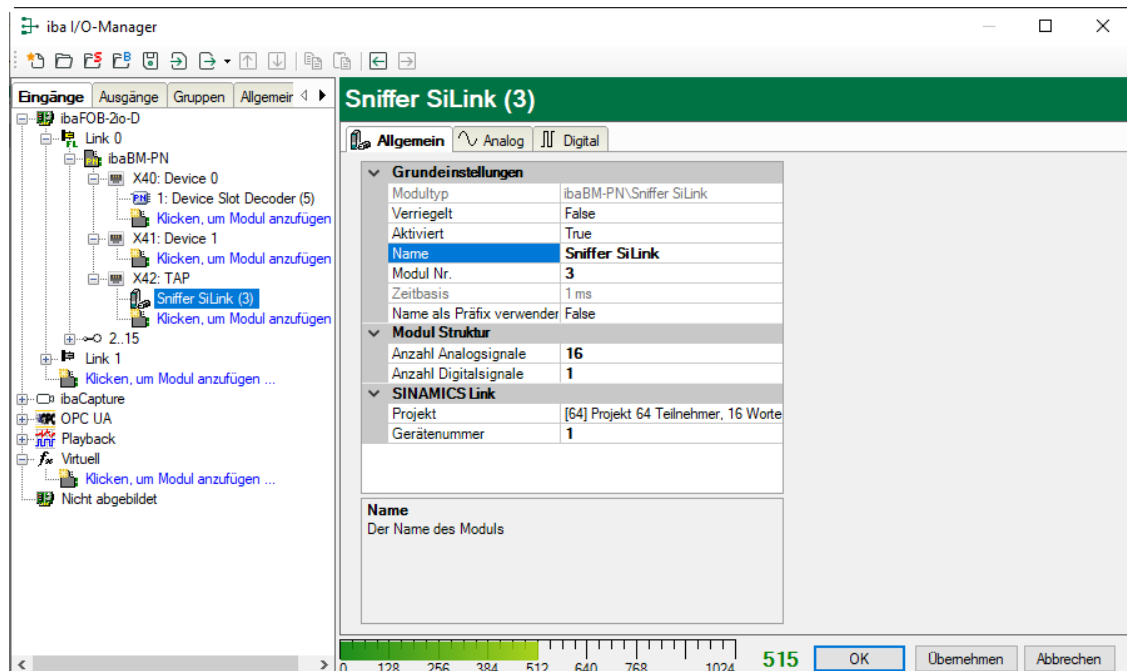 iba I/O-Manager
Eingänge Ausgänge Gruppen Allgemeir
ibaFOB-2io-D
Link 0
ibaBM-PN
X40: Device 0
1: Device Slot Decoder (5)
Klicken, um Modul anzufügen
X41: Device 1
Klicken, um Modul anzufügen
X42: TAP
Sniffer SiLink (3)
Klicken, um Modul anzufügen
2..15
Link 1
Klicken, um Modul anzufügen ...
ibaCapture
OPC UA
Playback
Virtuell
Klicken, um Modul anzufügen ...
Nicht abgebildet
Sniffer SiLink (3)
Allgemein Analog Digital
Grundeinstellungen
Modultyp ibaBM-PN\Sniffer SiLink
Verriegelt False
Aktiviert True
Name Sniffer SiLink
Modul Nr. 3
Zeitbasis 1 ms
Name als Präfix verwender False
Modul Struktur
Anzahl Analogsignale 16
Anzahl Digitalsignale 1
SINAMICS Link
Projekt [64] Projekt 64 Teilnehmer, 16 Worte
Gerätenummer 1
Name
Der Name des Moduls
0 128 256 384 512 640 768 1024
515 OK Übernehmen Abbrechen